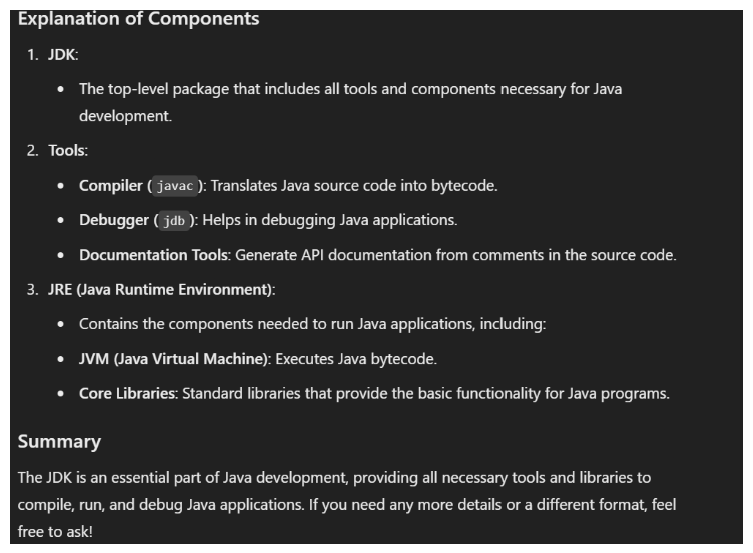 Explanation of Components
1. JDK:
• The top-level package that includes all tools and components necessary for Java
development.
2. Tools:
• Compiler (javac): Translates Java source code into bytecode.
• Debugger (jdb): Helps in debugging Java applications.
• Documentation Tools: Generate API documentation from comments in the source code.
3. JRE (Java Runtime Environment):
• Contains the components needed to run Java applications, including:
• JVM (Java Virtual Machine): Executes Java bytecode.
• Core Libraries: Standard libraries that provide the basic functionality for Java programs.
Summary
The JDK is an essential part of Java development, providing all necessary tools and libraries to
compile, run, and debug Java applications. If you need any more details or a different format, feel
free to ask!